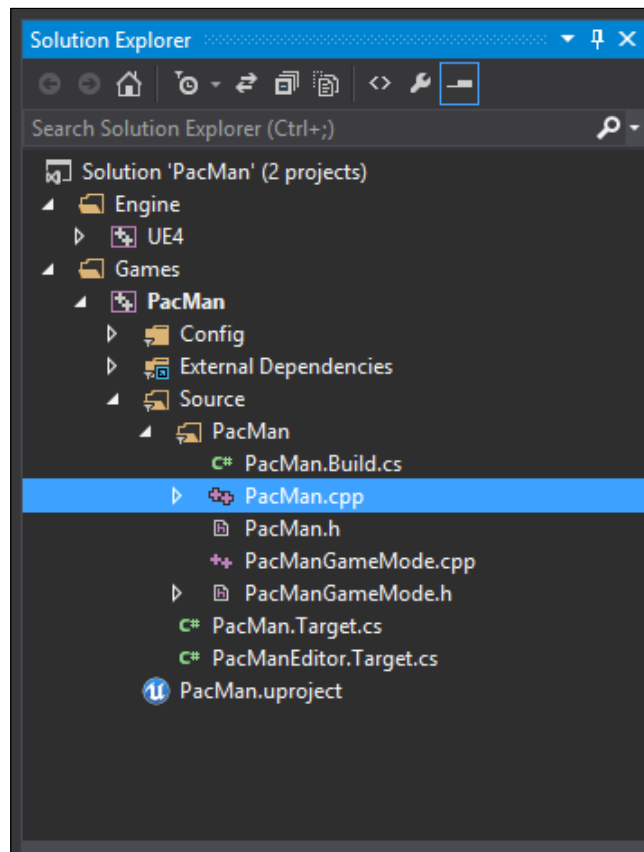 Solution Explorer
Search Solution Explorer (Ctrl+;)
Solution 'PacMan' (2 projects)
Engine
UE4
Games
PacMan
Config
External Dependencies
Source
PacMan
C# PacMan.Build.cs
PacMan.cpp
PacMan.h
PacManGameMode.cpp
PacManGameMode.h
C# PacMan.Target.cs
C# PacManEditor.Target.cs
PacMan.uproject